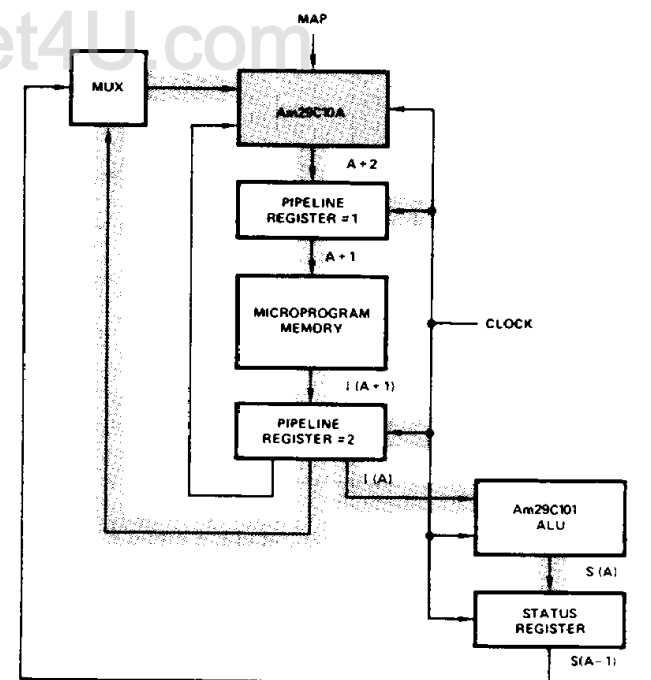 et4U.com
MAP
MUX
Am29C10A
A + 2
PIPELINE
REGISTER =1
A + 1
MICROPROGRAM
MEMORY
CLOCK
I (A + 1)
PIPELINE
REGISTER =2
I (A)
Am29C101
ALU
S (A)
STATUS
REGISTER
S(A−1)